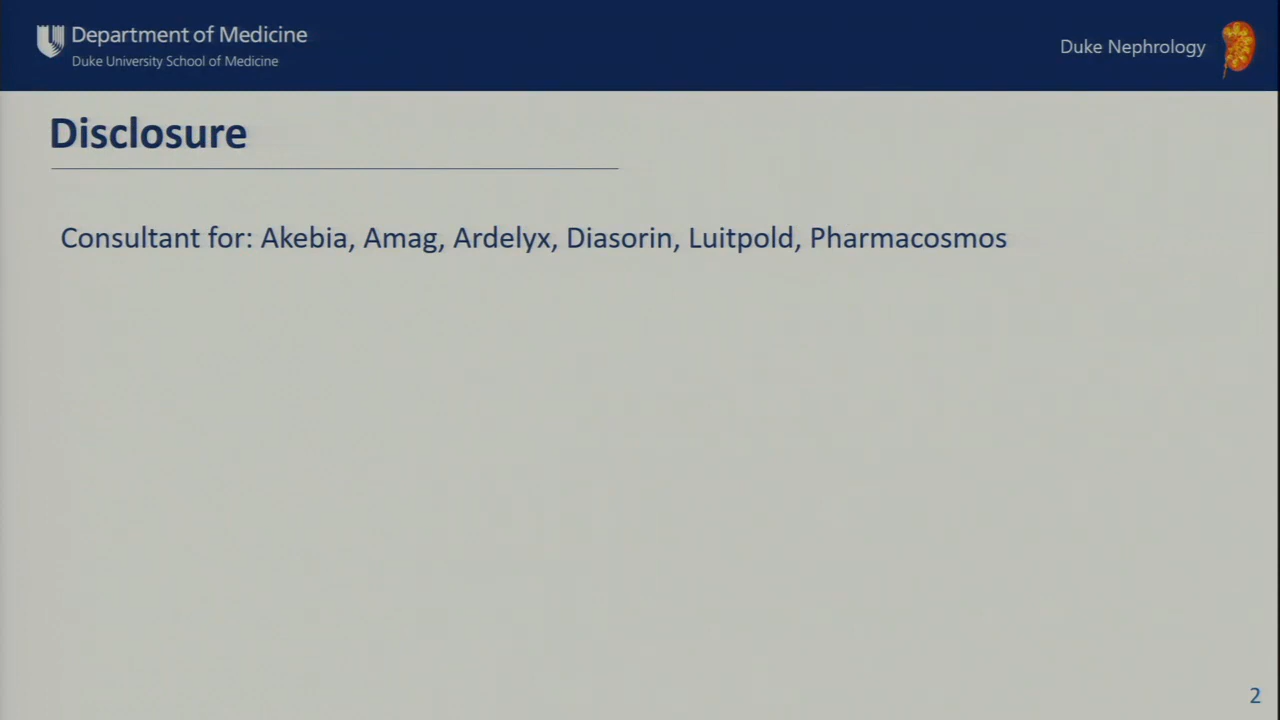 Department of Medicine
Duke University School of Medicine
Duke Nephrology
Disclosure
Consultant for: Akebia, Amag, Ardelyx, Diasorin, Luitpold, Pharmacosmos
2